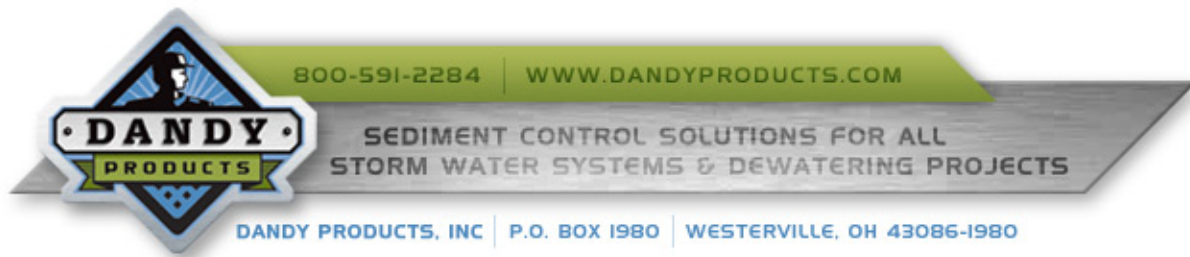 800-591-2284 | WWW.DANDYPRODUCTS.COM
DANDY
PRODUCTS
SEDIMENT CONTROL SOLUTIONS FOR ALL
STORM WATER SYSTEMS & DEWATERING PROJECTS
DANDY PRODUCTS, INC | P.O. BOX 1980 | WESTERVILLE, OH 43086-1980